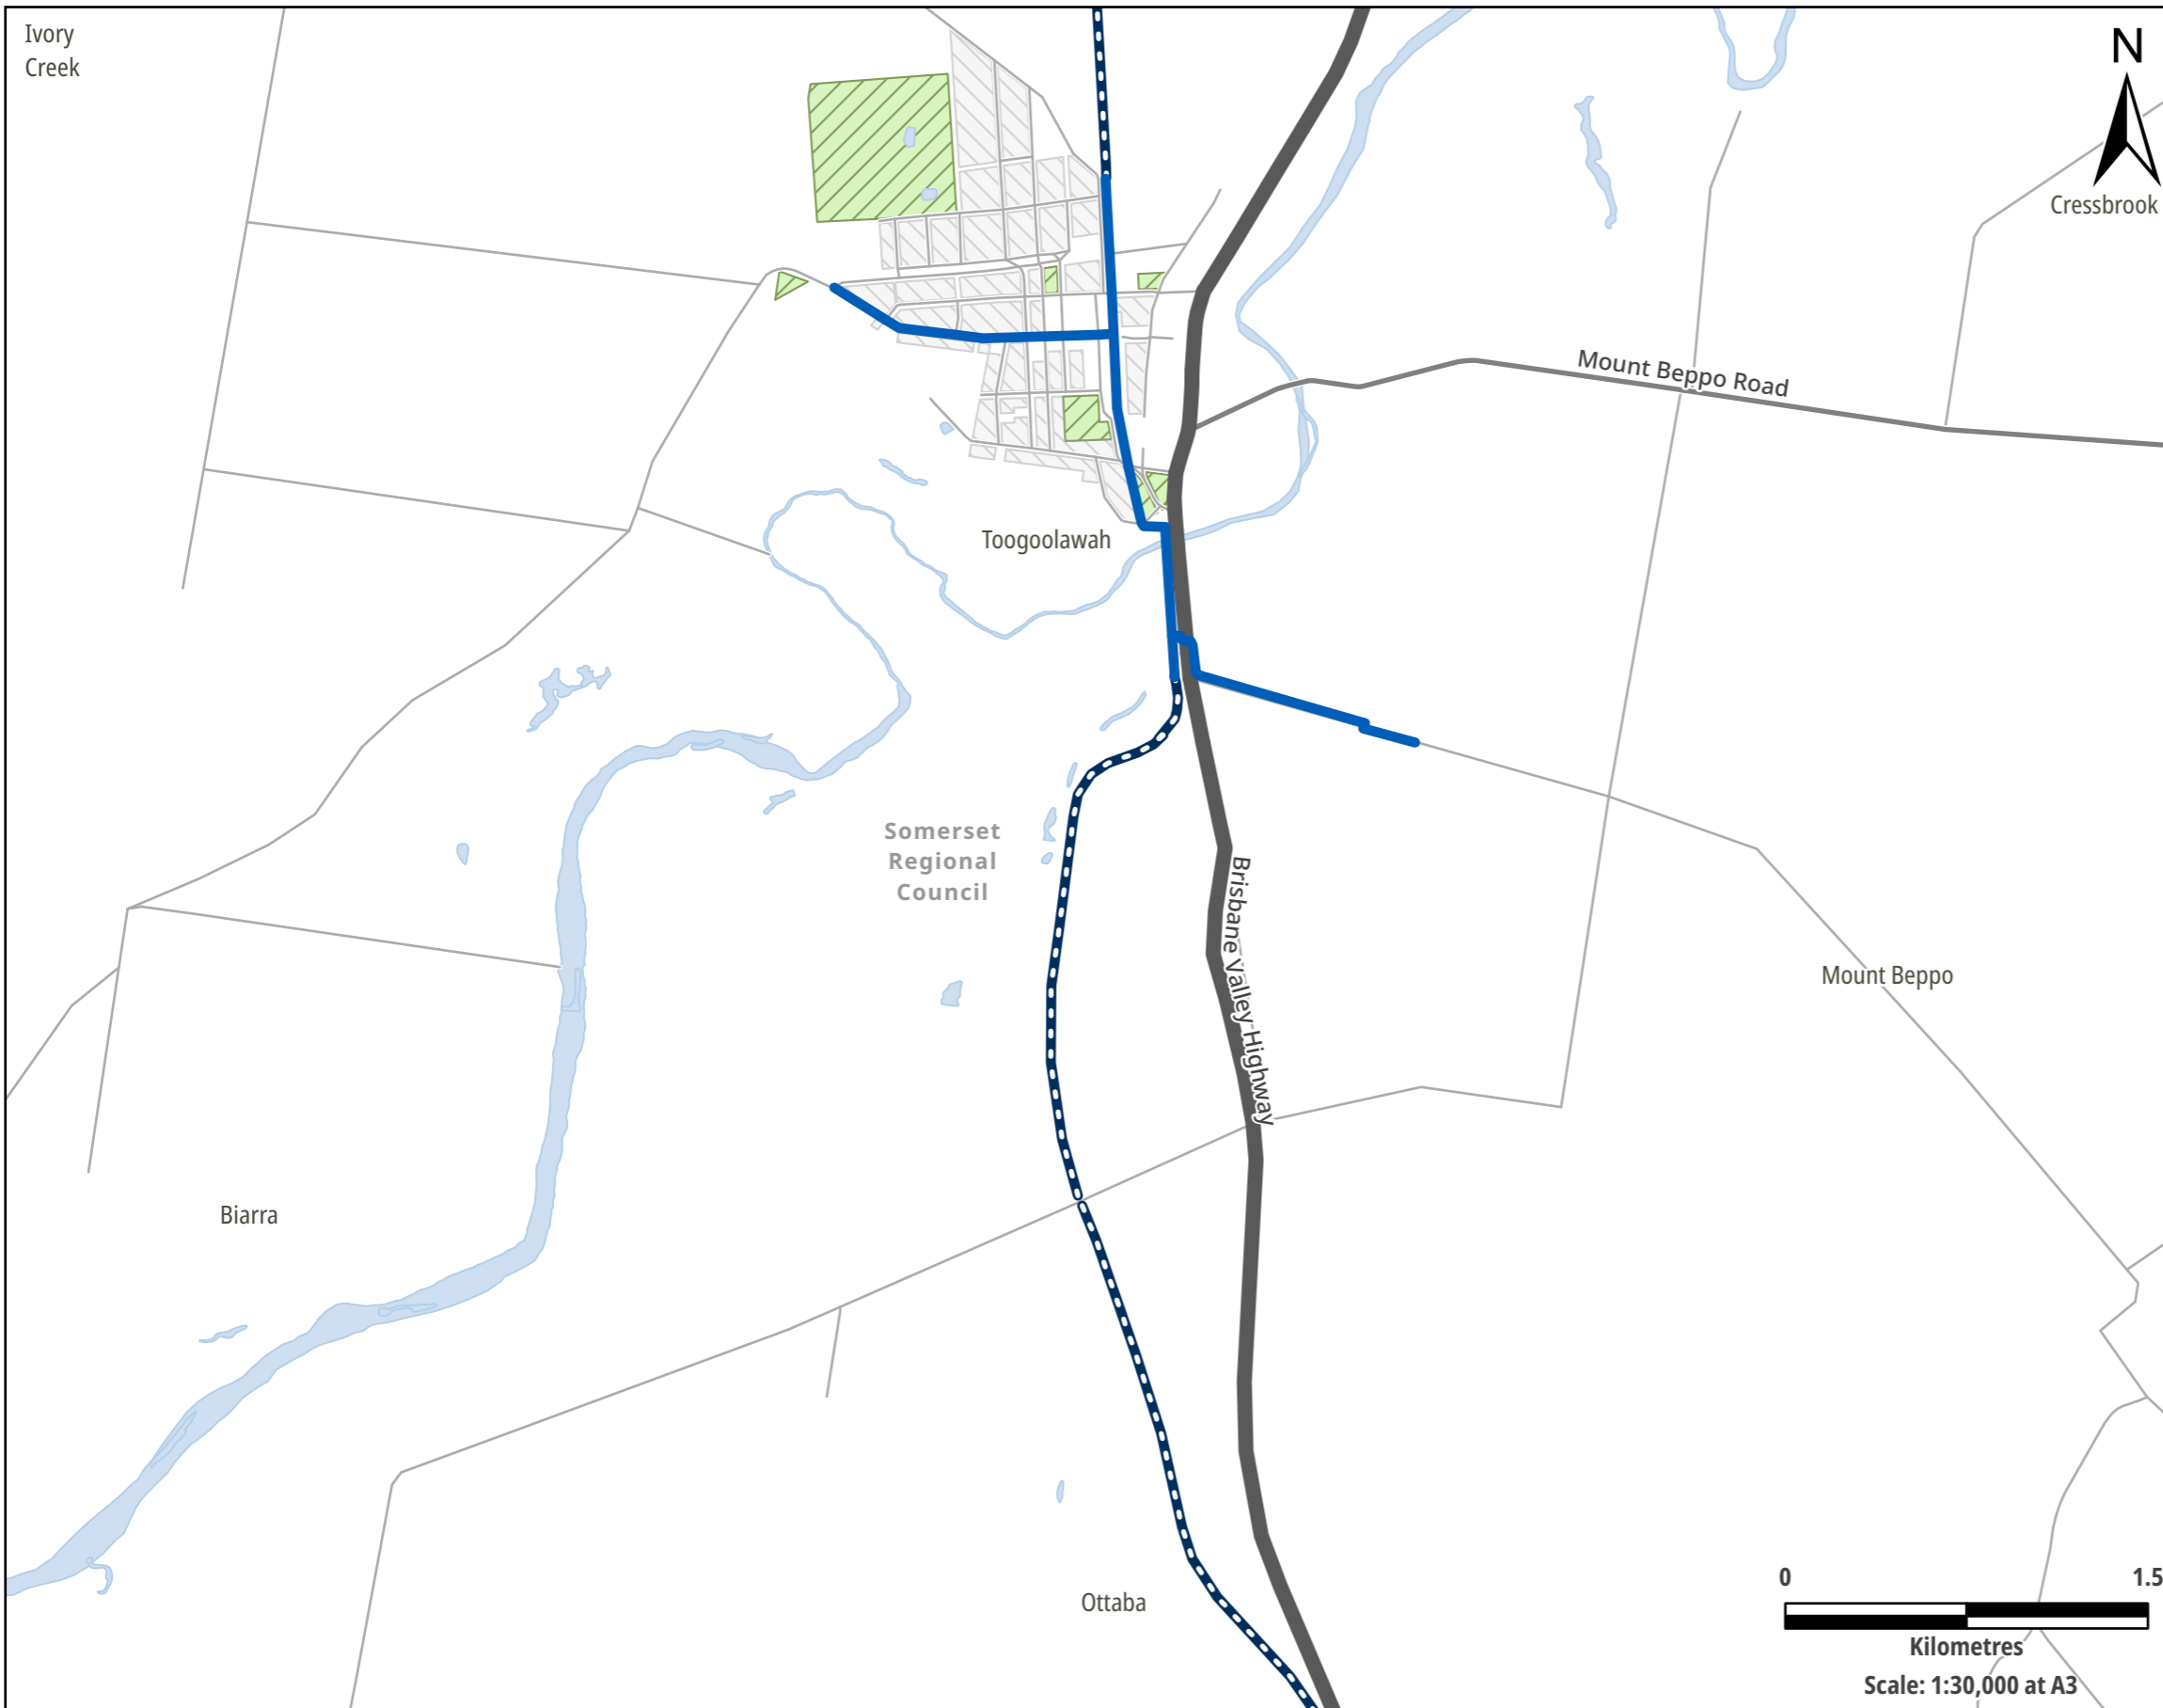 Ivory
Creek
N
Cressbrook
Mount Beppo Road
Toogoolawah
Somerset
Regional
Council
Brisbane Valley Highway
Mount Beppo
Biarra
Ottaba
0 1.5
Kilometres
Scale: 1:30,000 at A3